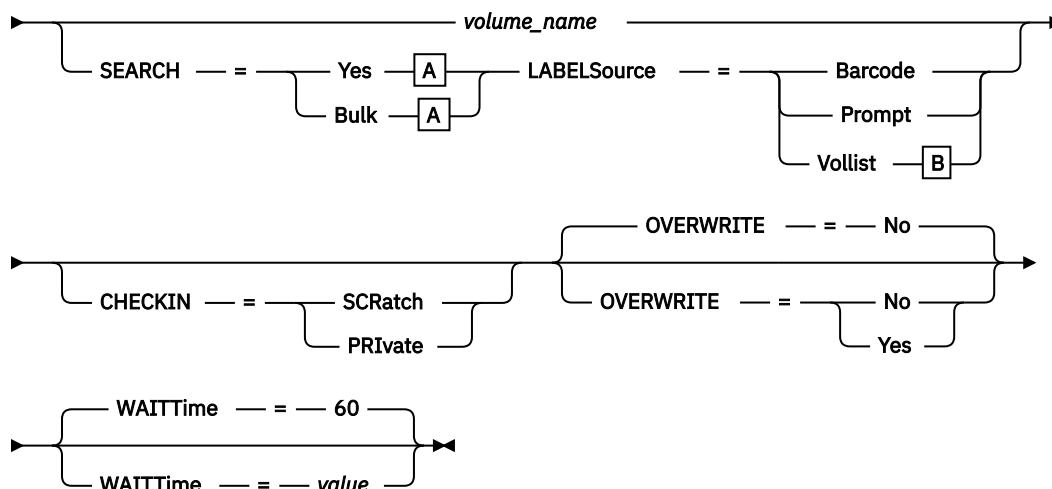 volume_name
SEARCH = Yes A LABELSource = Barcode
Bulk A Prompt
Vollist B
OVERWRITE = No
CHECKIN = SCRatch OVERWRITE = No
PRIvate Yes
WAITTime = 60
WAITTime = value